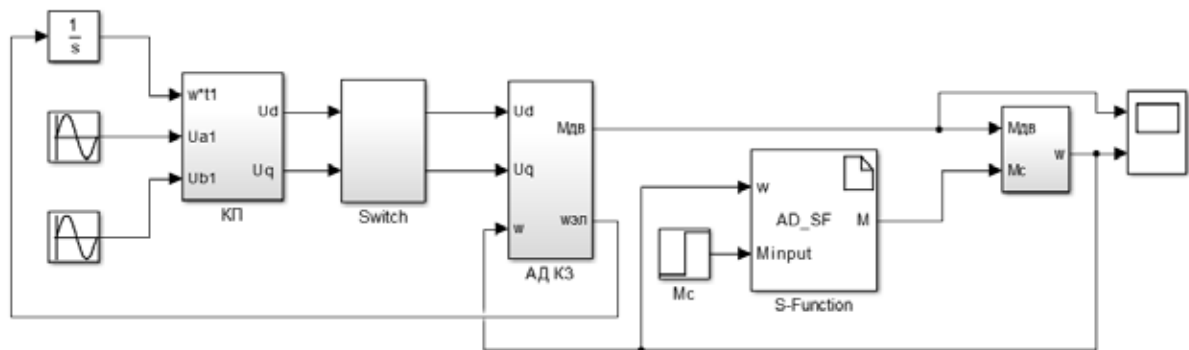 1
s
w*t1
Ua1
Ub1
Ud
Uq
КП
Switch
Ud
Uq
w
Мдв
wэл
АД КЗ
Mc
w
Minput
AD_SF
M
S-Function
Мдв
Mc
w